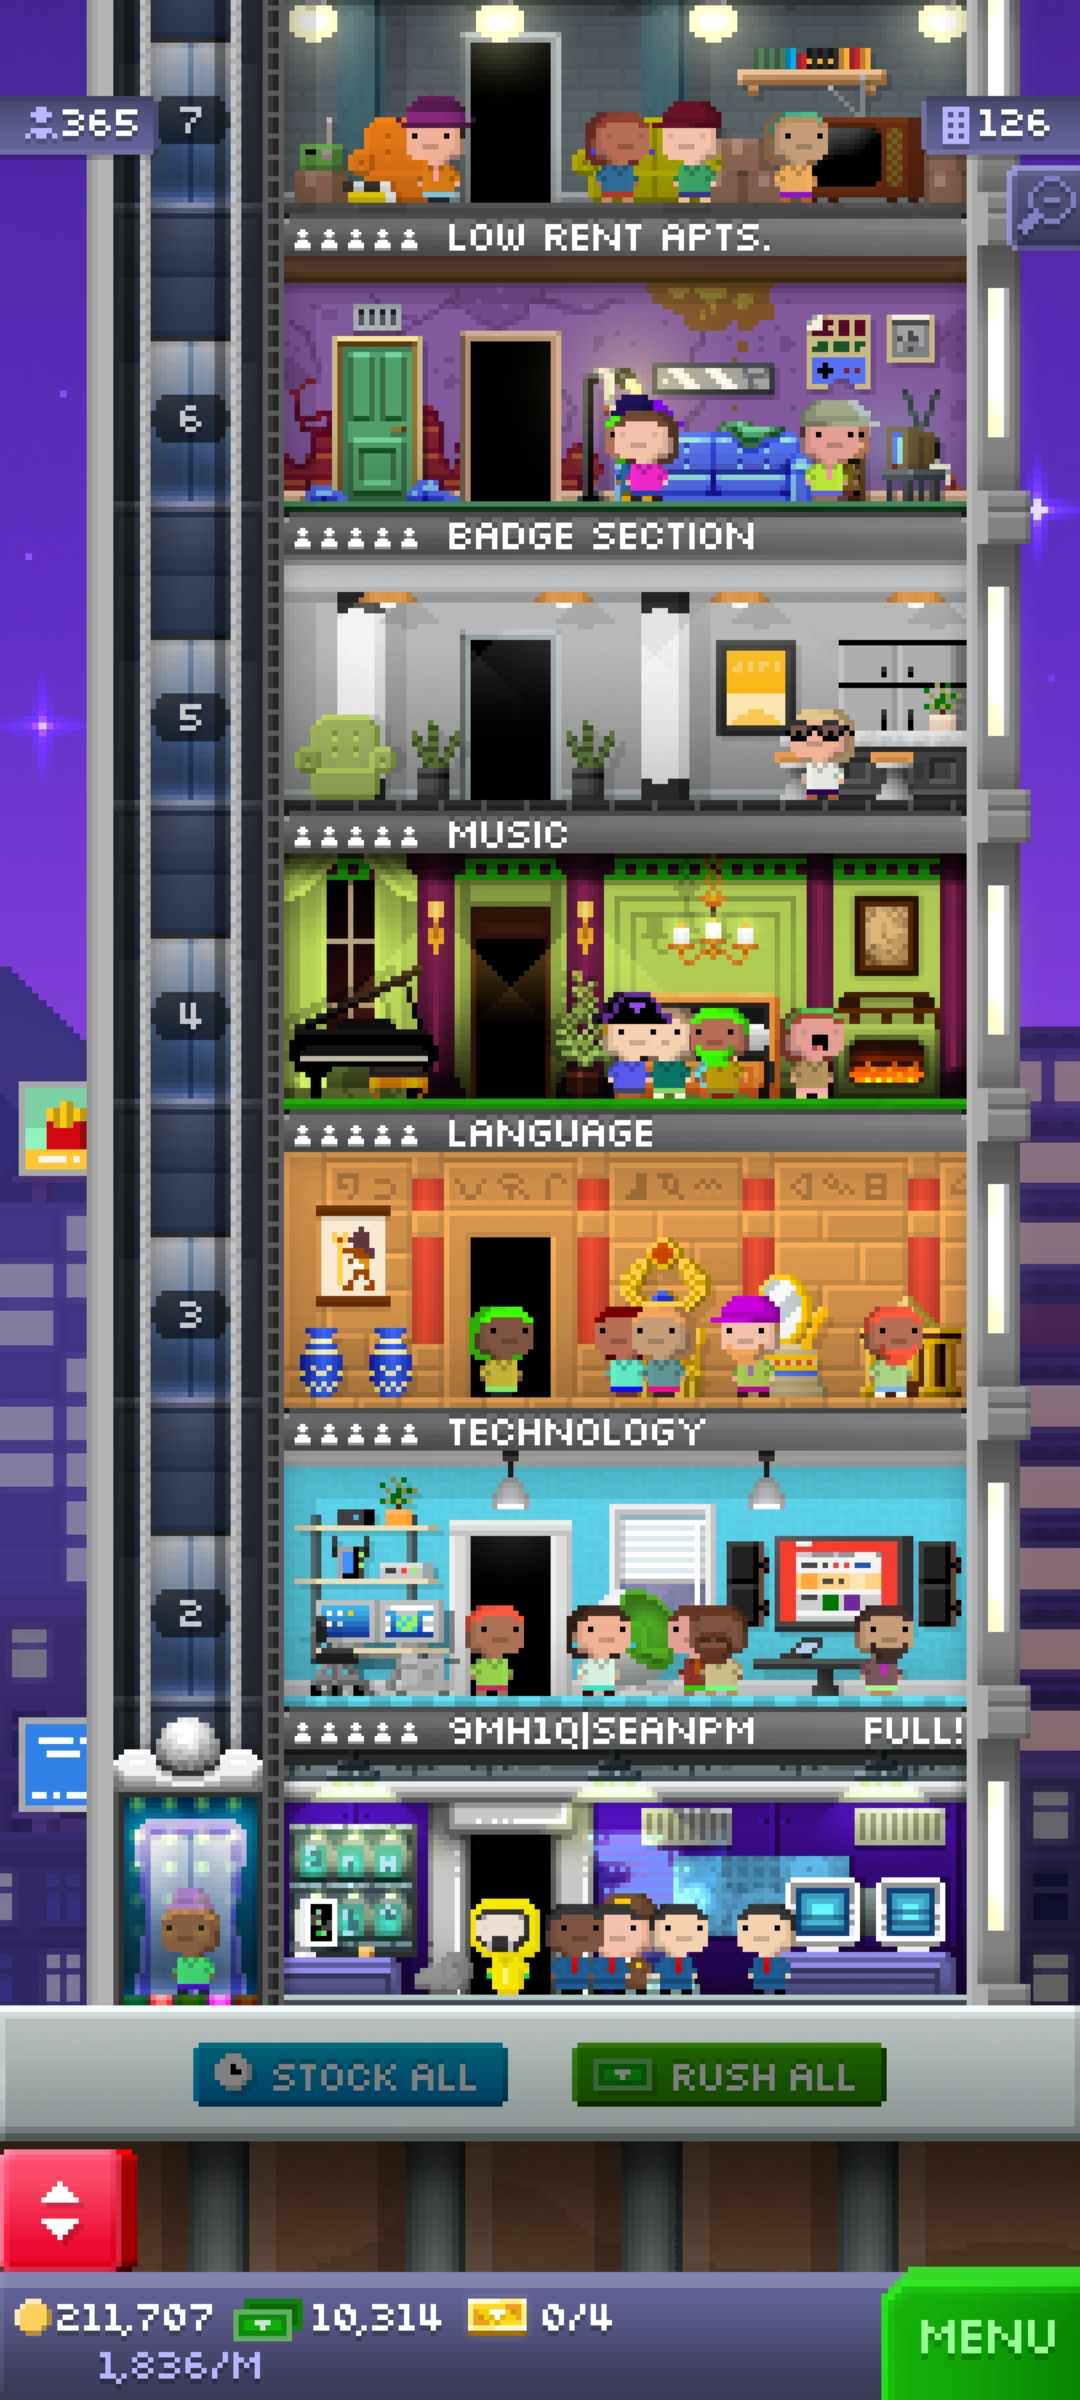 365
7
126
LOW RENT APTS.
6
BADGE SECTION
5
MUSIC
4
LANGUAGE
3
TECHNOLOGY
2
9MH1Q|SEANPM FULL!
STOCK ALL
RUSH ALL
211,707
10,314
0/4
1,836/M
MENU